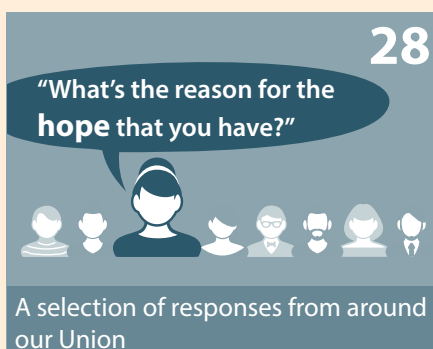 28
“What’s the reason for the
hope that you have?”
A selection of responses from around
our Union